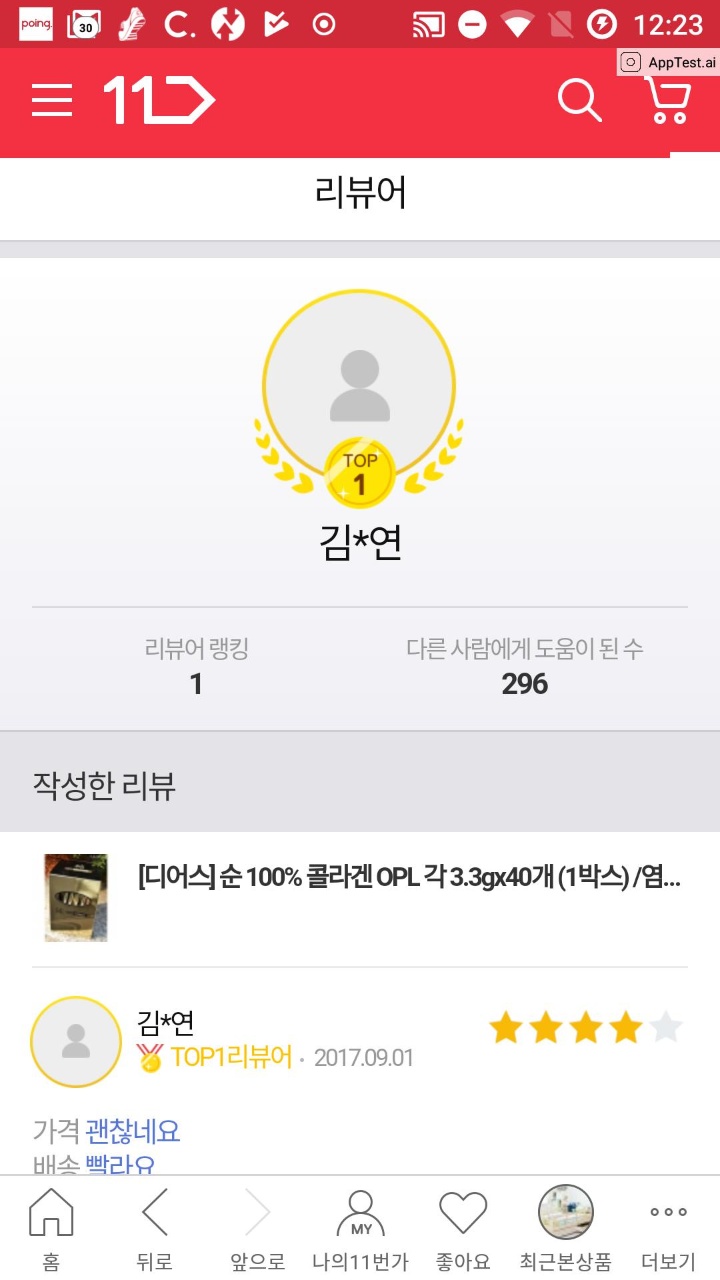 poing
30
C.
12:23
AppTest.ai
11
리뷰어
TOP
1
김*연
리뷰어 랭킹
다른 사람에게 도움이 된 수
1
296
작성한 리뷰
[디어스] 순 100% 콜라겐 OPL 각 3.3gx40개 (1박스) /염...
김*연
TOP1리뷰어 · 2017.09.01
가격 괜찮네요
배송 빨라요
MY
홈
뒤로
앞으로
나의11번가
좋아요
최근본상품
더보기